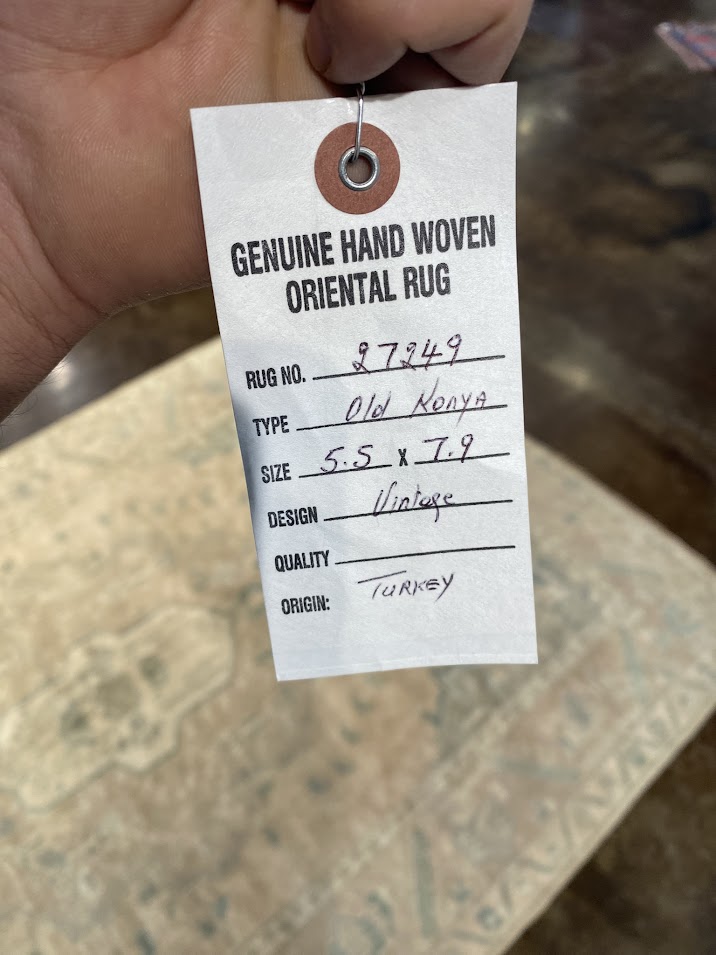 GENUINE HAND WOVEN
ORIENTAL RUG
RUG NO. 27249
TYPE Old Konya
SIZE 5.5 x 7.9
DESIGN Vintage
QUALITY
ORIGIN: TURKEY